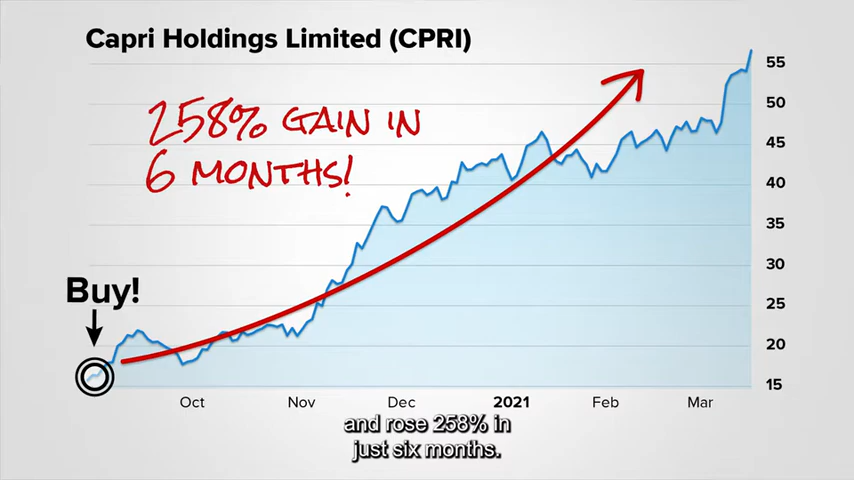 Capri Holdings Limited (CPRI)
258% GAIN IN
6 MONTHS!
55
50
45
40
35
30
25
20
15
Buy!
Oct Nov Dec 2021 Feb Mar
and rose 258% in
just six months.